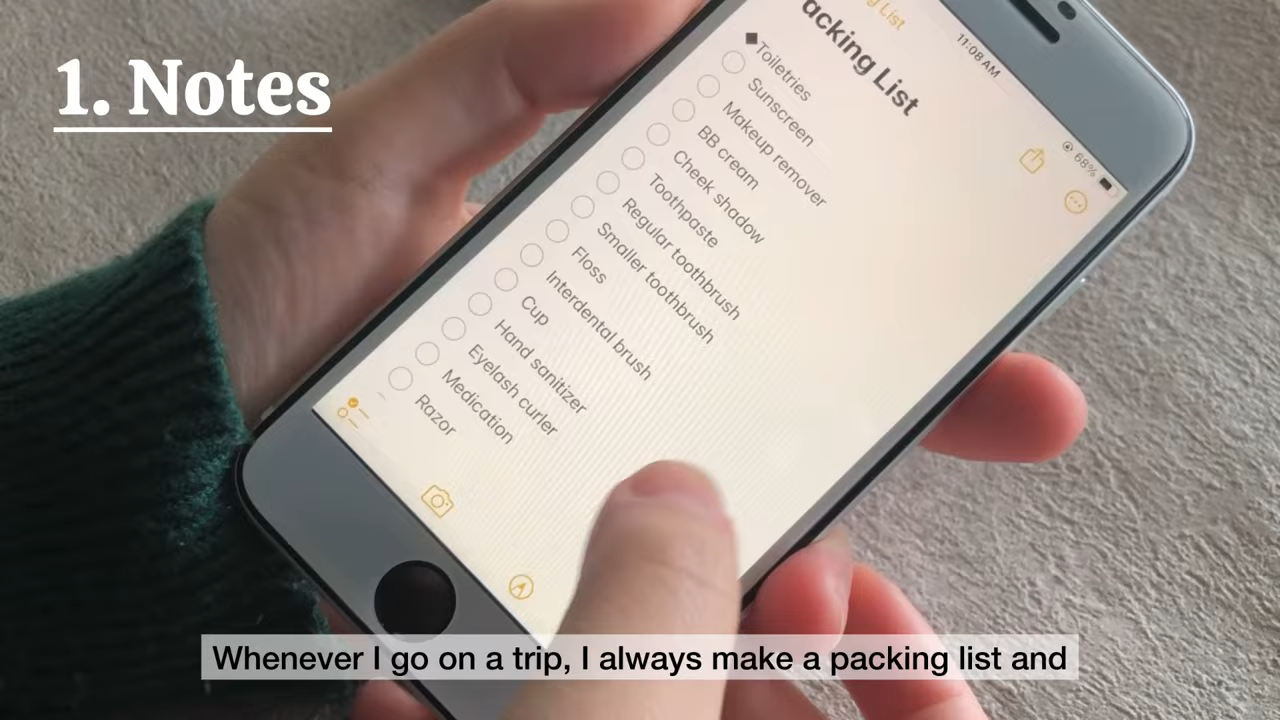 1. Notes
11:08 AM
68%
g List
acking List
◆Toiletries
Sunscreen
Makeup remover
BB cream
Cheek shadow
Toothpaste
Regular toothbrush
Smaller toothbrush
Floss
Interdental brush
Cup
Hand sanitizer
Eyelash curler
Medication
Razor
Whenever I go on a trip, I always make a packing list and